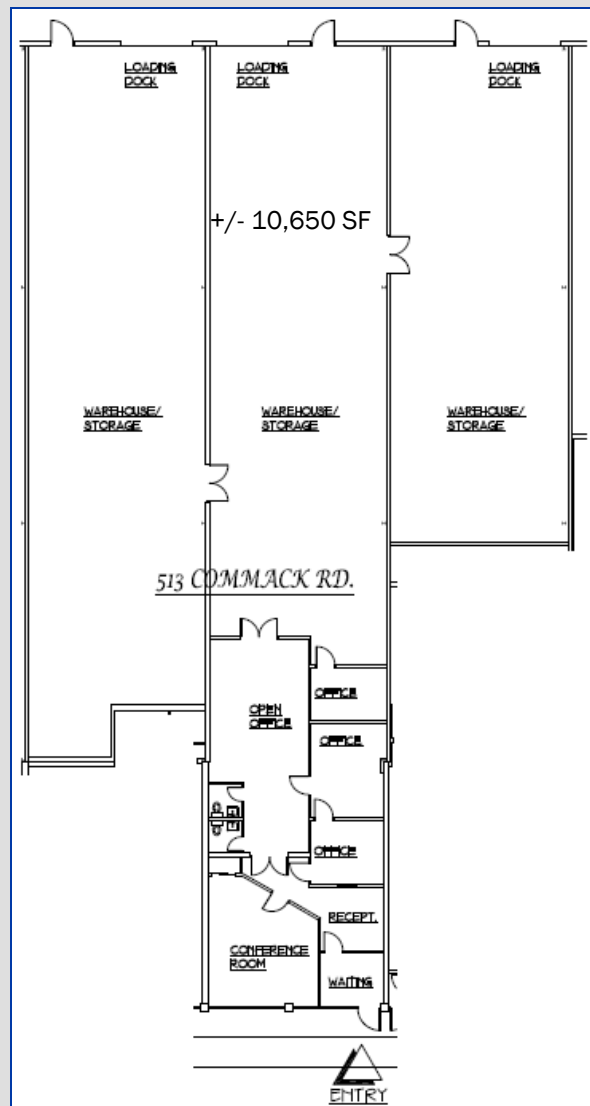 LOADING
DOCK
LOADING
DOCK
LOADING
DOCK
+/- 10,650 SF
WAREHOUSE/
STORAGE
WAREHOUSE/
STORAGE
WAREHOUSE/
STORAGE
513 COMMACK RD.
OFFICE
OPEN
OFFICE
OFFICE
OFFICE
RECEPT.
CONFERENCE
ROOM
WAITING
ENTRY